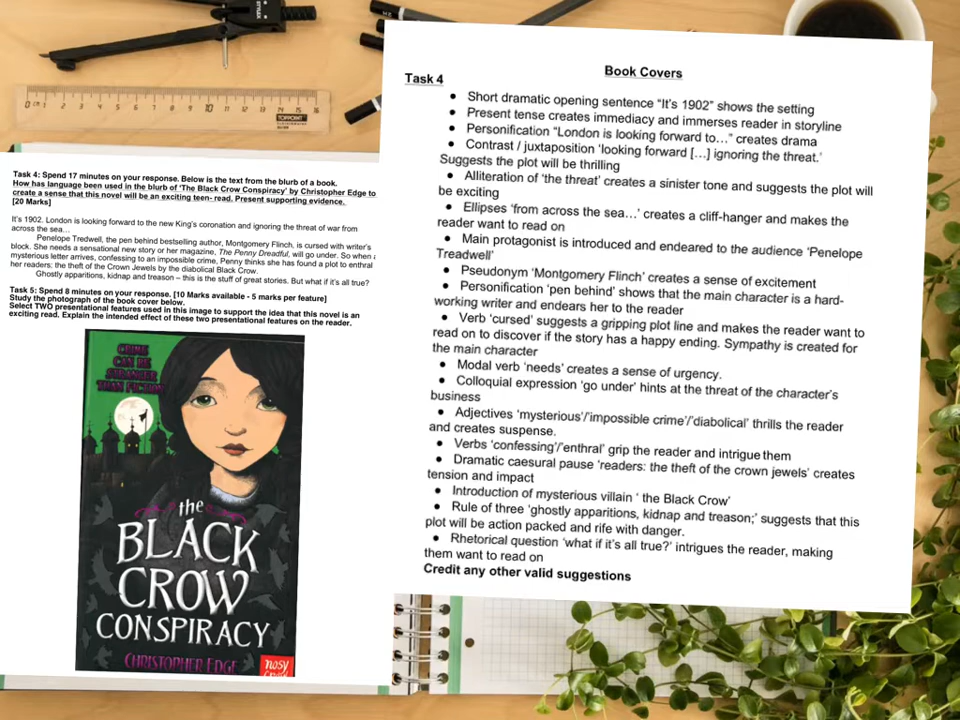 Task 4: Spend 17 minutes on your response. Below is the text from the blurb of a book.
How has language been used in the blurb of 'The Black Crow Conspiracy' by Christopher Edge to
create a sense that this novel will be an exciting teen- read. Present supporting evidence.
[20 Marks]
It's 1902. London is looking forward to the new King's coronation and ignoring the threat of war from
across the sea…
Penelope Tredwell, the pen behind bestselling author, Montgomery Flinch, is cursed with writer's
block. She needs a sensational new story or her magazine, The Penny Dreadful, will go under. So when a
mysterious letter arrives, confessing to an impossible crime, Penny thinks she has found a plot to enthral
her readers: the theft of the Crown Jewels by the diabolical Black Crow.
Ghostly apparitions, kidnap and treason – this is the stuff of great stories. But what if it's all true?
Task 5: Spend 8 minutes on your response. [10 Marks available - 5 marks per feature]
Study the photograph of the book cover below.
Select TWO presentational features used in this image to support the idea that this novel is an
exciting read. Explain the intended effect of these two presentational features on the reader.
CRIME
CAN BE
STRANGER
THAN FICTION
the
BLACK
CROW
CONSPIRACY
CHRISTOPHER EDGE
nosy
Book Covers
Task 4
• Short dramatic opening sentence "It's 1902" shows the setting
• Present tense creates immediacy and immerses reader in storyline
• Personification "London is looking forward to…" creates drama
• Contrast / juxtaposition 'looking forward […] ignoring the threat.'
Suggests the plot will be thrilling
• Alliteration of 'the threat' creates a sinister tone and suggests the plot will
be exciting
• Ellipses 'from across the sea…' creates a cliff-hanger and makes the
reader want to read on
• Main protagonist is introduced and endeared to the audience 'Penelope
Treadwell'
• Pseudonym 'Montgomery Flinch' creates a sense of excitement
• Personification 'pen behind' shows that the main character is a hard-
working writer and endears her to the reader
• Verb 'cursed' suggests a gripping plot line and makes the reader want to
read on to discover if the story has a happy ending. Sympathy is created for
the main character
• Modal verb 'needs' creates a sense of urgency.
• Colloquial expression 'go under' hints at the threat of the character's
business
• Adjectives 'mysterious'/'impossible crime'/'diabolical' thrills the reader
and creates suspense.
• Verbs 'confessing'/'enthral' grip the reader and intrigue them
• Dramatic caesural pause 'readers: the theft of the crown jewels' creates
tension and impact
• Introduction of mysterious villain ' the Black Crow'
• Rule of three 'ghostly apparitions, kidnap and treason;' suggests that this
plot will be action packed and rife with danger.
• Rhetorical question 'what if it's all true?' intrigues the reader, making
them want to read on
Credit any other valid suggestions
0 cm 1 2 3 4 5 6 7 8 9 10 11 12 13 14 15 16
TOPPOINT